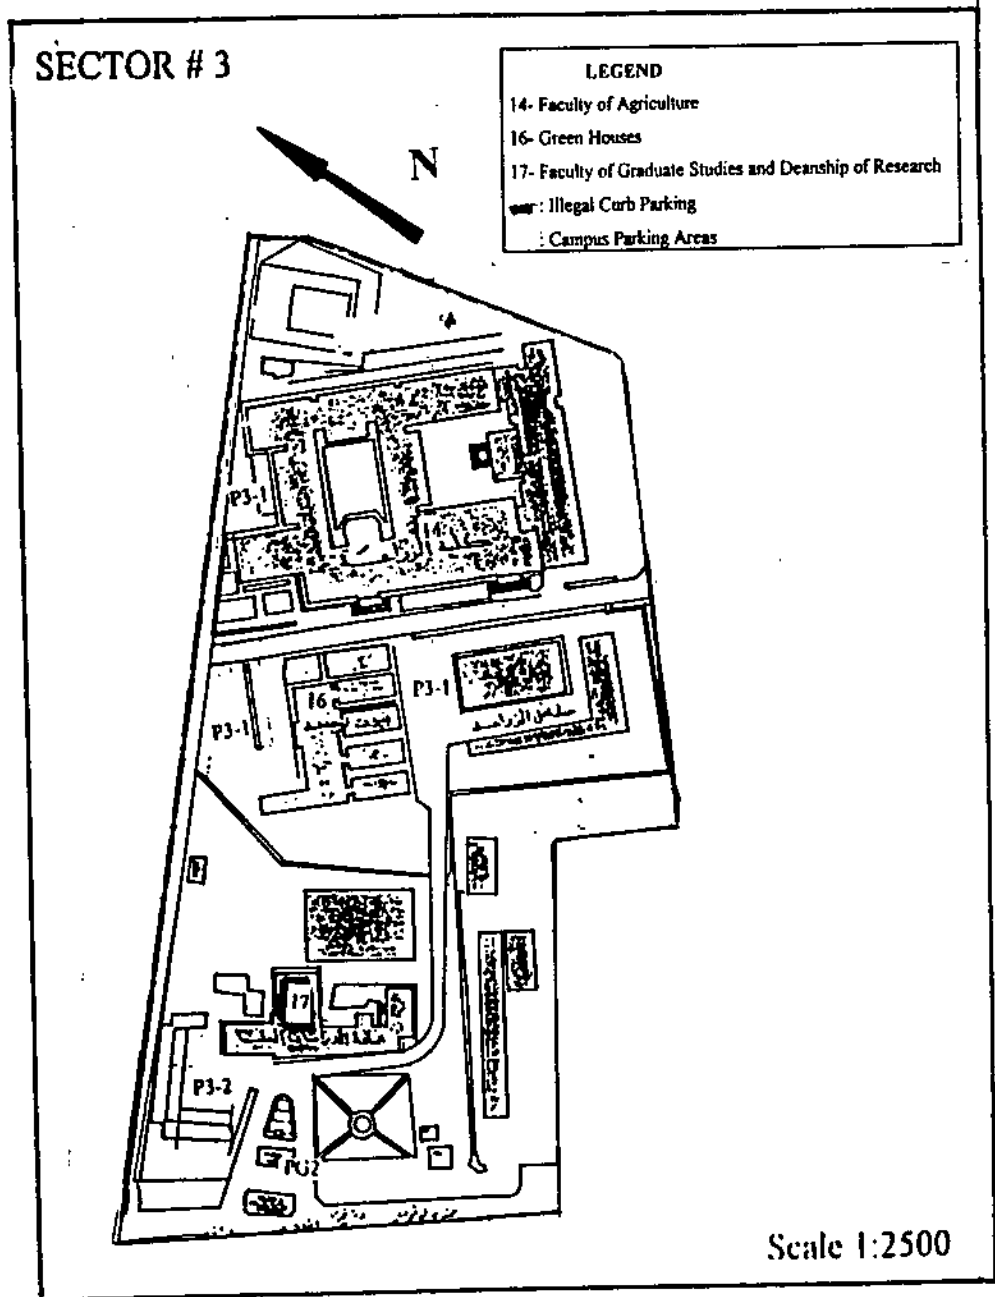 SECTOR # 3
LEGEND
14- Faculty of Agriculture
16- Green Houses
17- Faculty of Graduate Studies and Deanship of Research
: Illegal Curb Parking
: Campus Parking Areas
N
P3-1
14
P3-1
16
P3-1
17
P3-2
PG2
Scale 1:2500